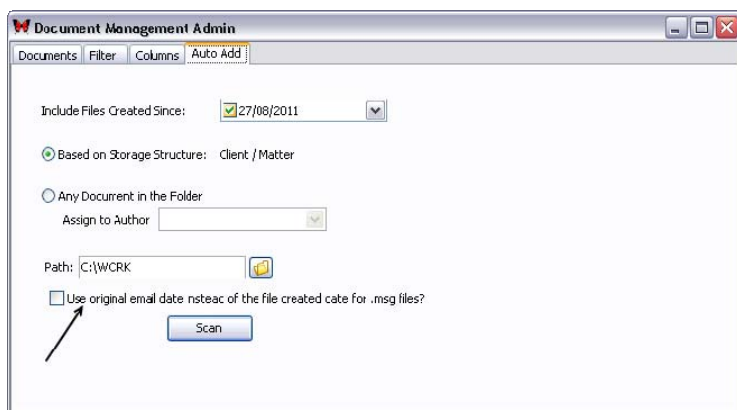 Document Management Admin
Documents Filter Columns Auto Add
Include Files Created Since: 27/08/2011
Based on Storage Structure: Client / Matter
Any Document in the Folder
Assign to Author
Path: C:\WCRK
Use original email date nsteac of the file created cate for .msg files?
Scan